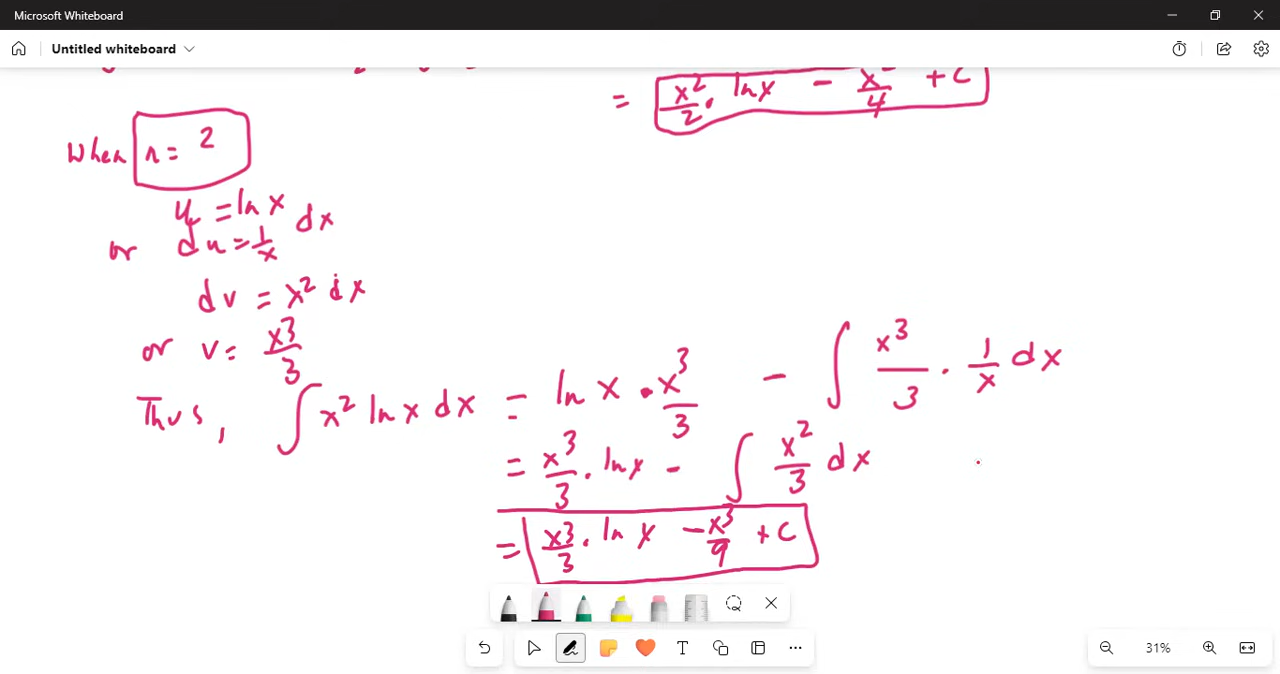 Microsoft Whiteboard
Untitled whiteboard
= x²/2 · ln x - x²/4 + C
When n = 2
u = ln x
or du = 1/x dx
dv = x² dx
or v = x³/3
Thus, ∫ x² ln x dx = ln x · x³/3 - ∫ x³/3 · 1/x dx
= x³/3 · ln x - ∫ x²/3 dx
= x³/3 · ln x - x³/9 + C
31%